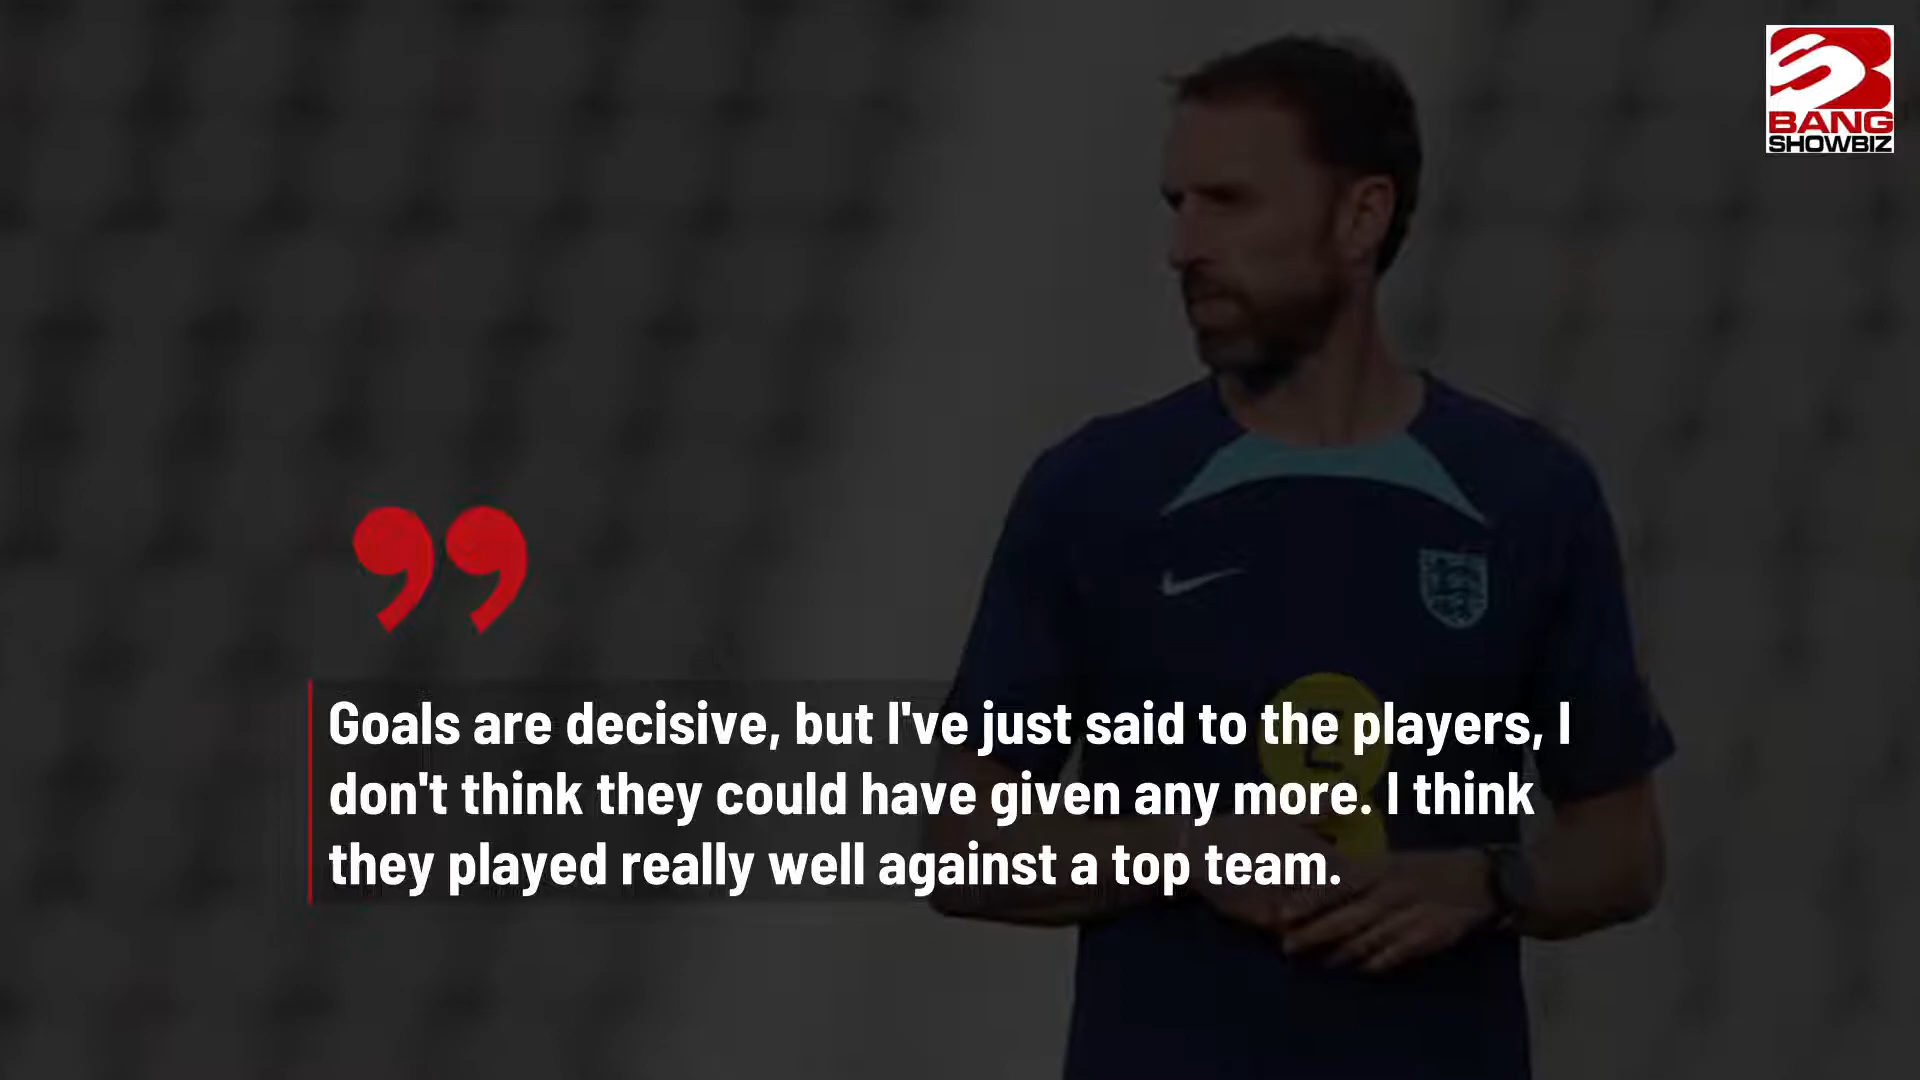 BANG
SHOWBIZ
Goals are decisive, but I've just said to the players, I
don't think they could have given any more. I think
they played really well against a top team.